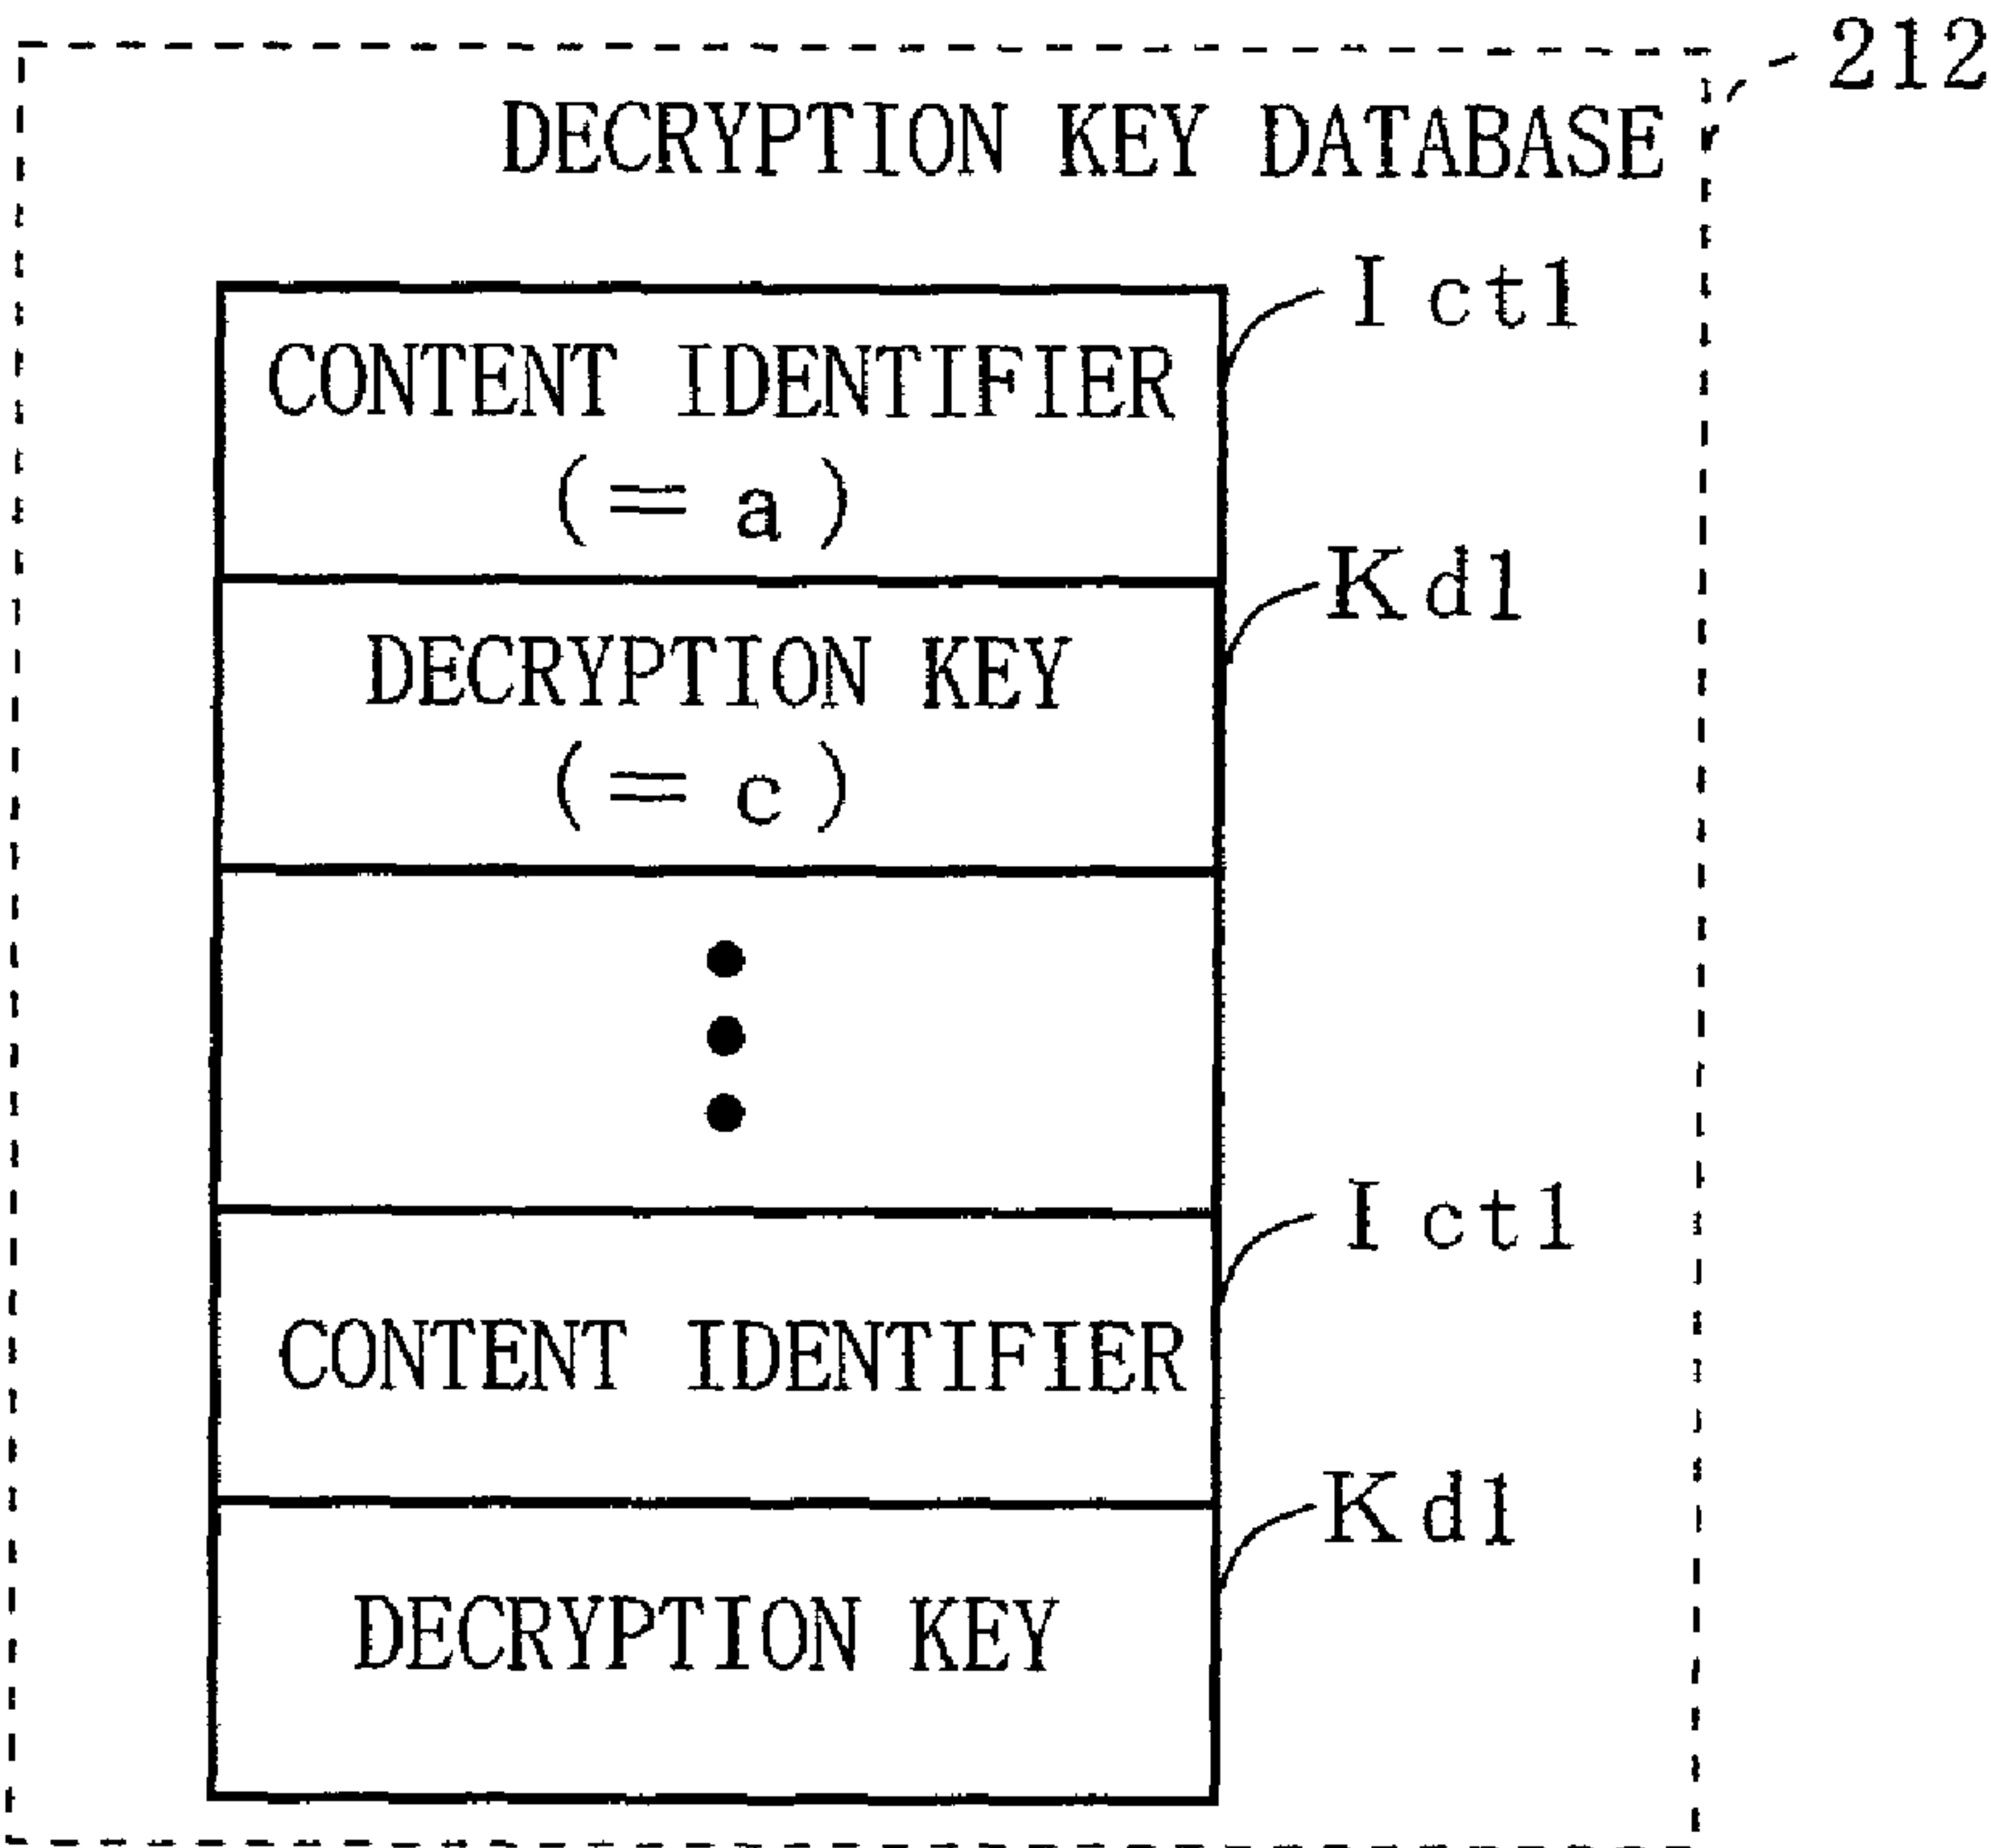 212
DECRYPTION KEY DATABASE
Ict1
CONTENT IDENTIFIER
(= a)
Kd1
DECRYPTION KEY
(= c)
Ict1
CONTENT IDENTIFIER
Kd1
DECRYPTION KEY